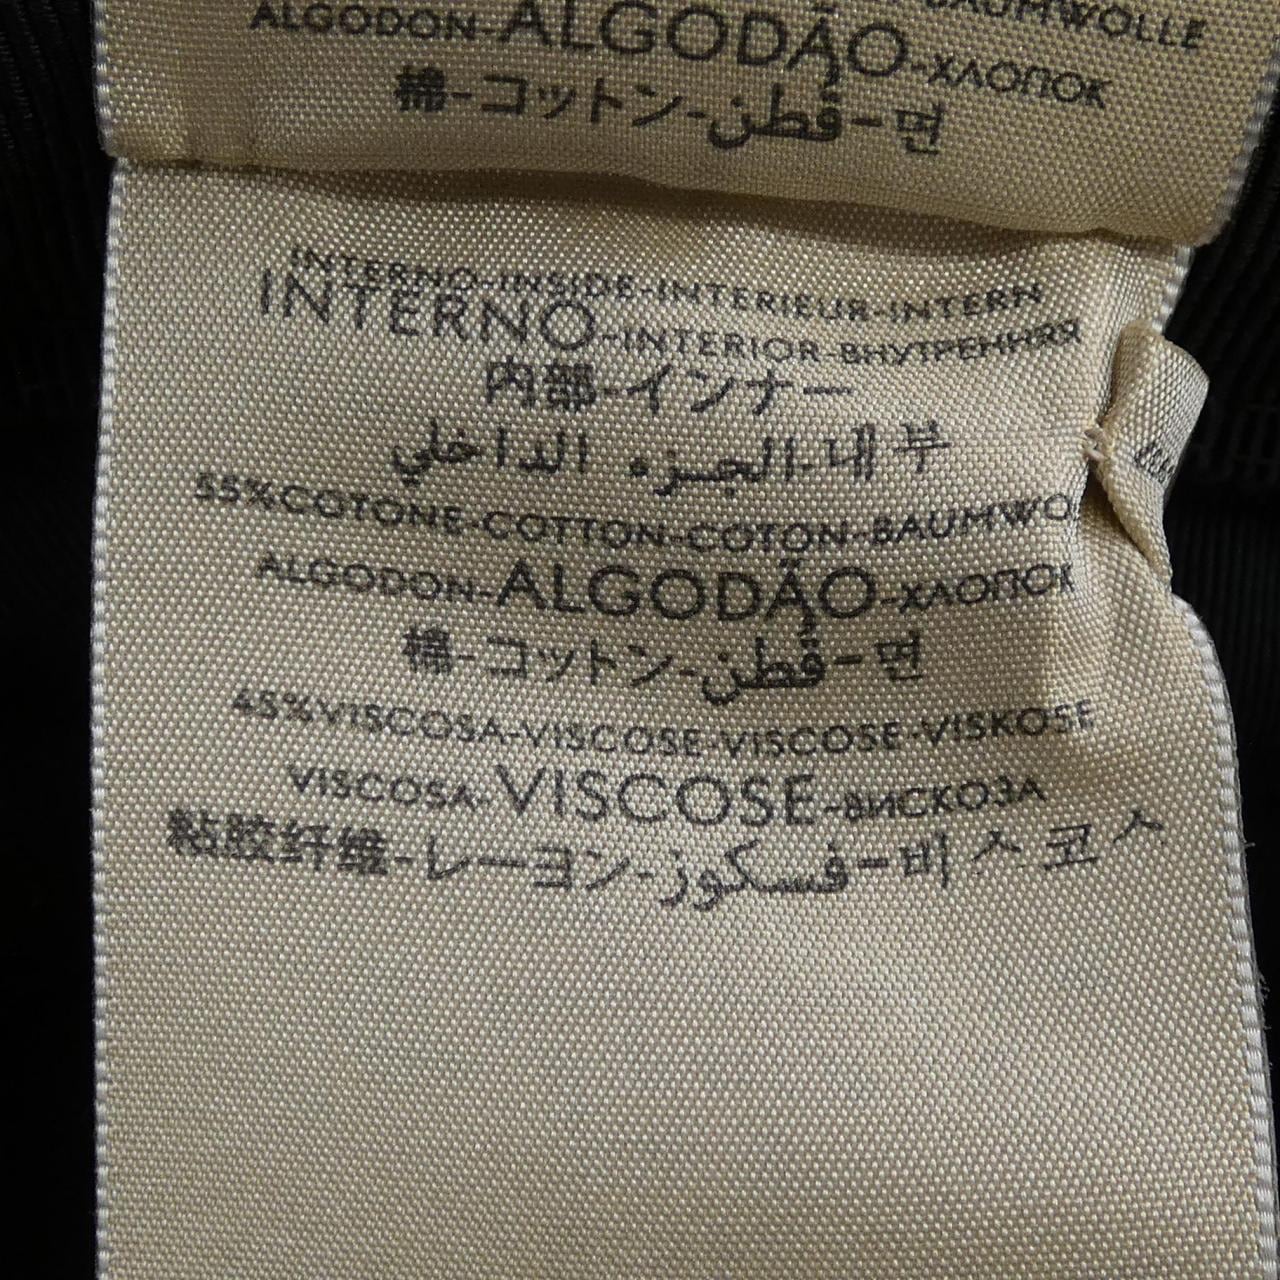 BAUMWOLLE
ALGODON-ALGODÃO-ХЛОПОК
棉-コットン-قطن-면
INTERNO-INSIDE-INTERIEUR-INTERN
INTERNO-INTERIOR-ВНУТРЕННЯЯ
内部-インナー
내부-الجزء الداخلي
55%COTONE-COTTON-COTON-BAUMWO
ALGODON-ALGODÃO-ХЛОПОК
棉-コットン-قطن-면
45%VISCOSA-VISCOSE-VISCOSE-VISKOSE
VISCOSA-VISCOSE-ВИСКОЗА
粘胶纤维-レーヨン-فسكوز-비스코스